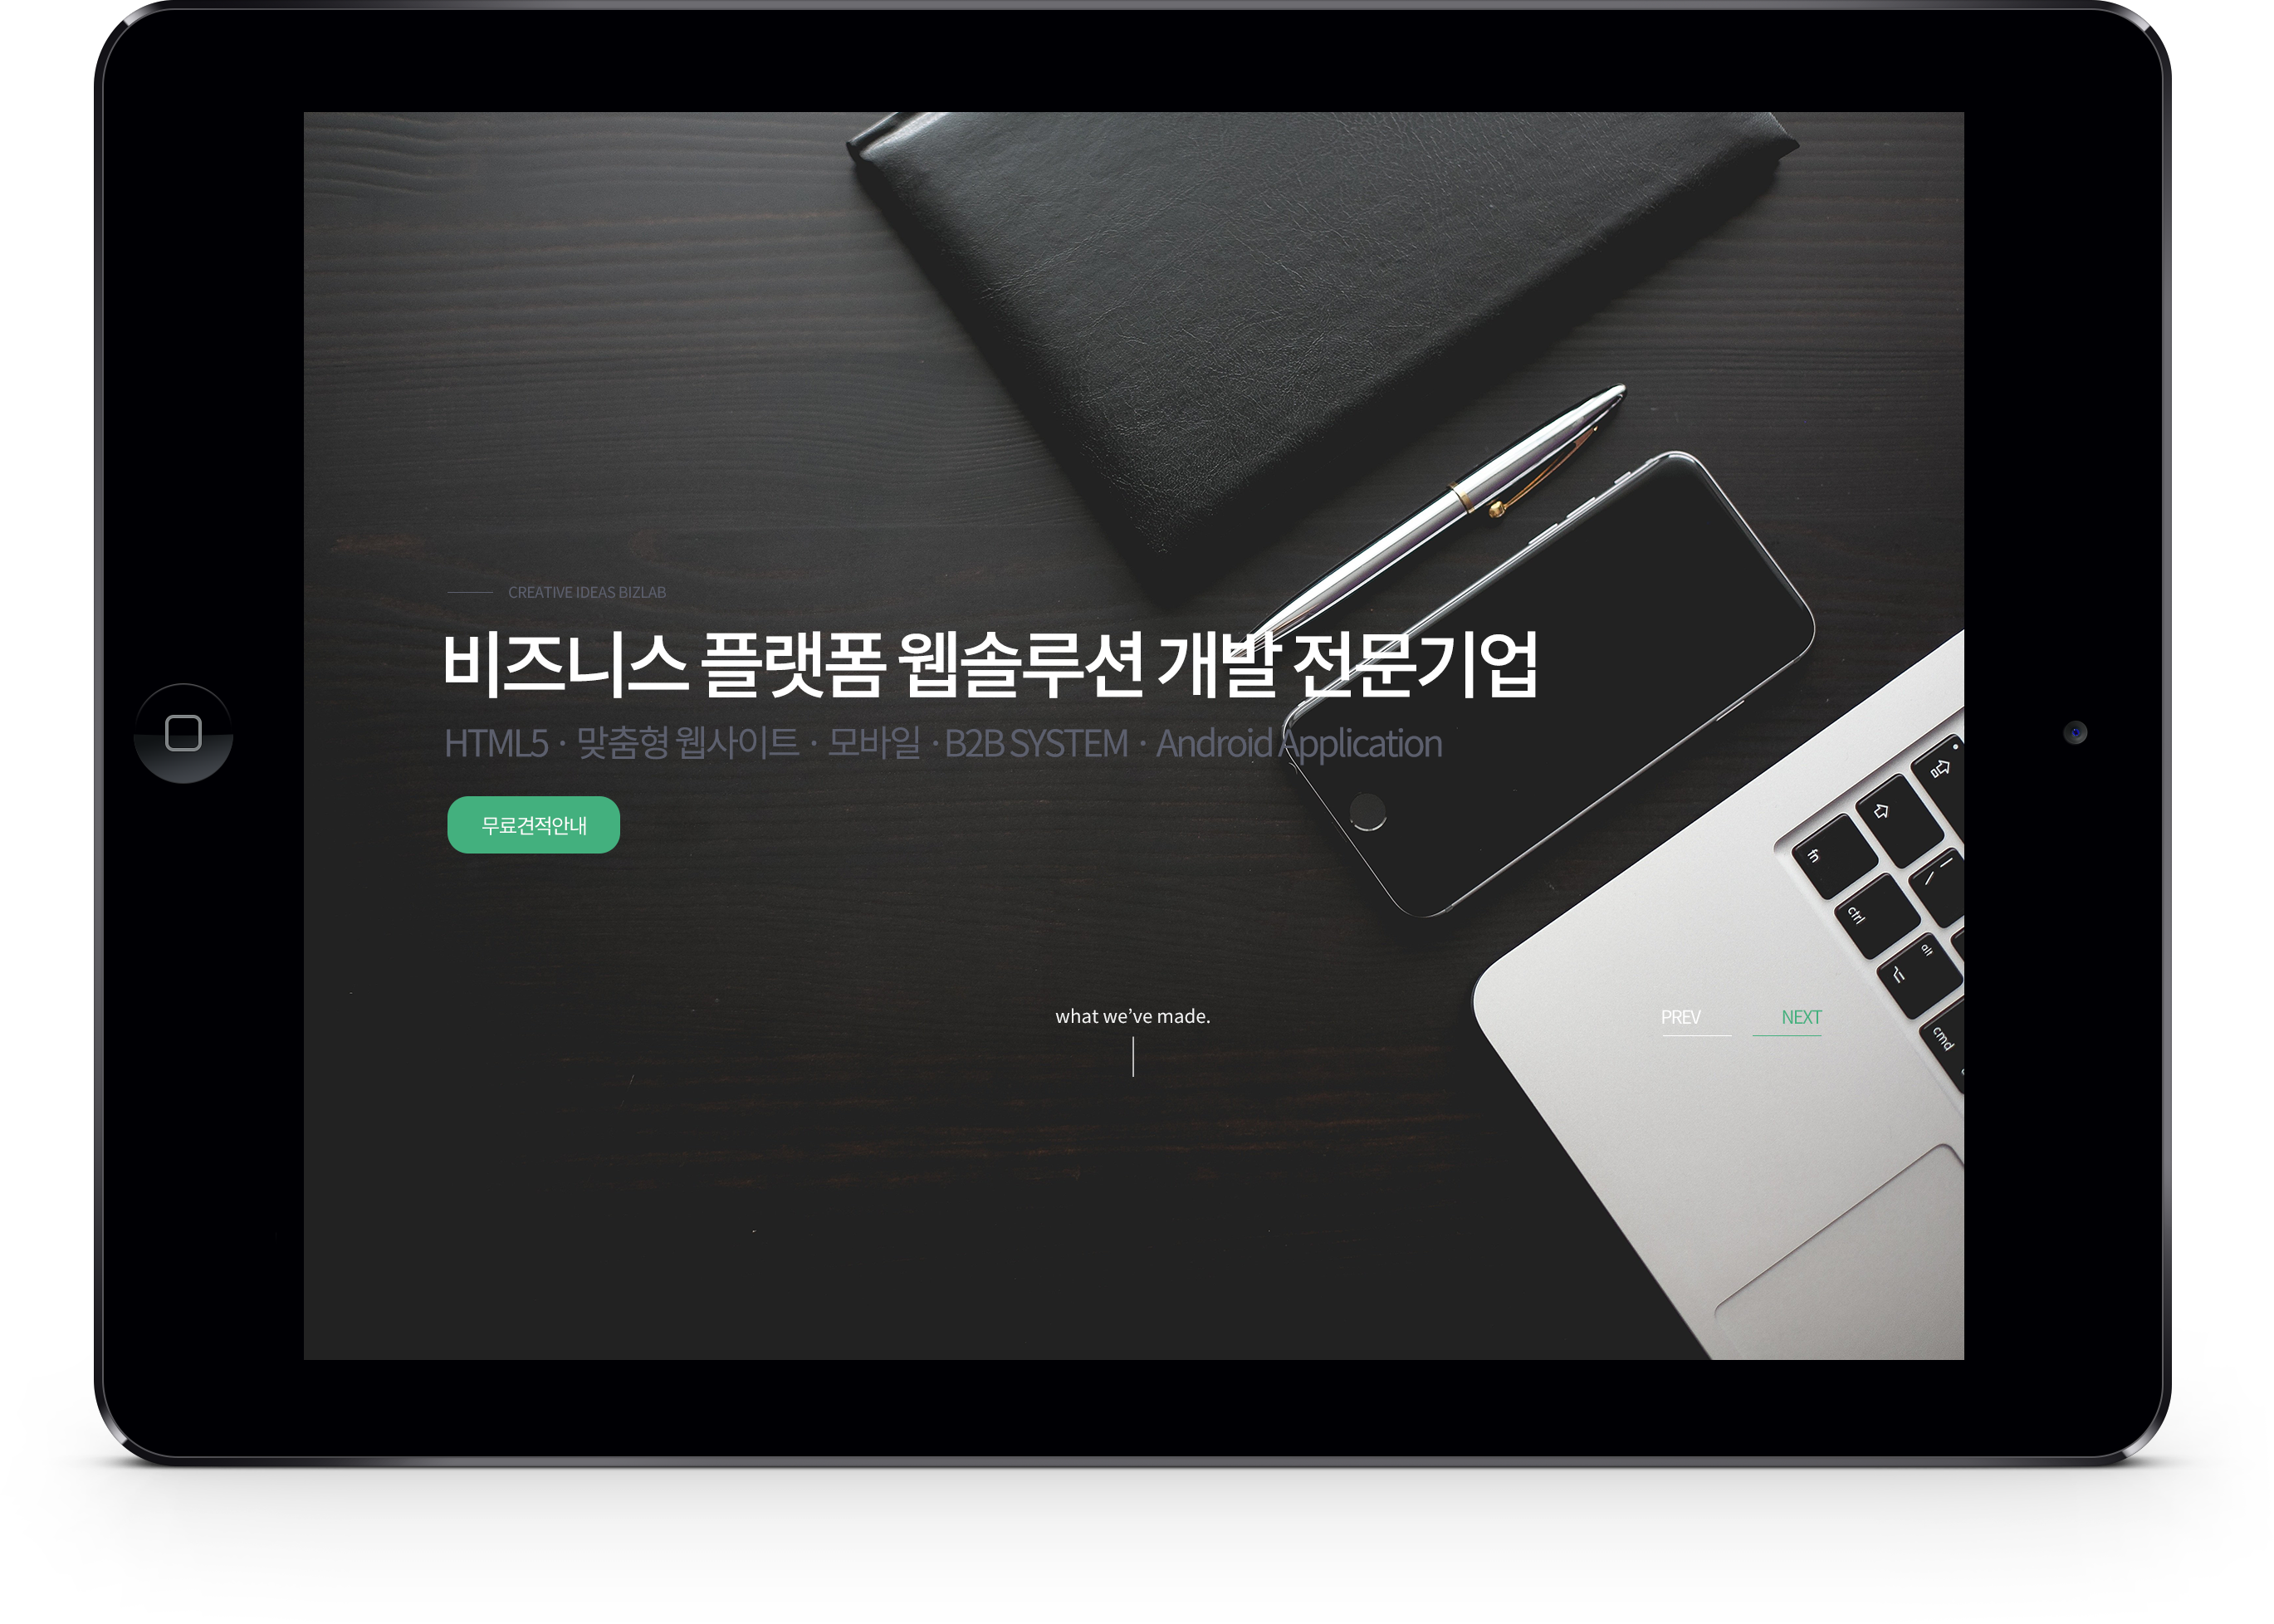 CREATIVE IDEAS BIZLAB
비즈니스 플랫폼 웹솔루션 개발 전문기업
HTML5 · 맞춤형 웹사이트 · 모바일 · B2B SYSTEM · Android Application
무료견적안내
what we've made.
PREV NEXT
fn
ctrl
alt
cmd